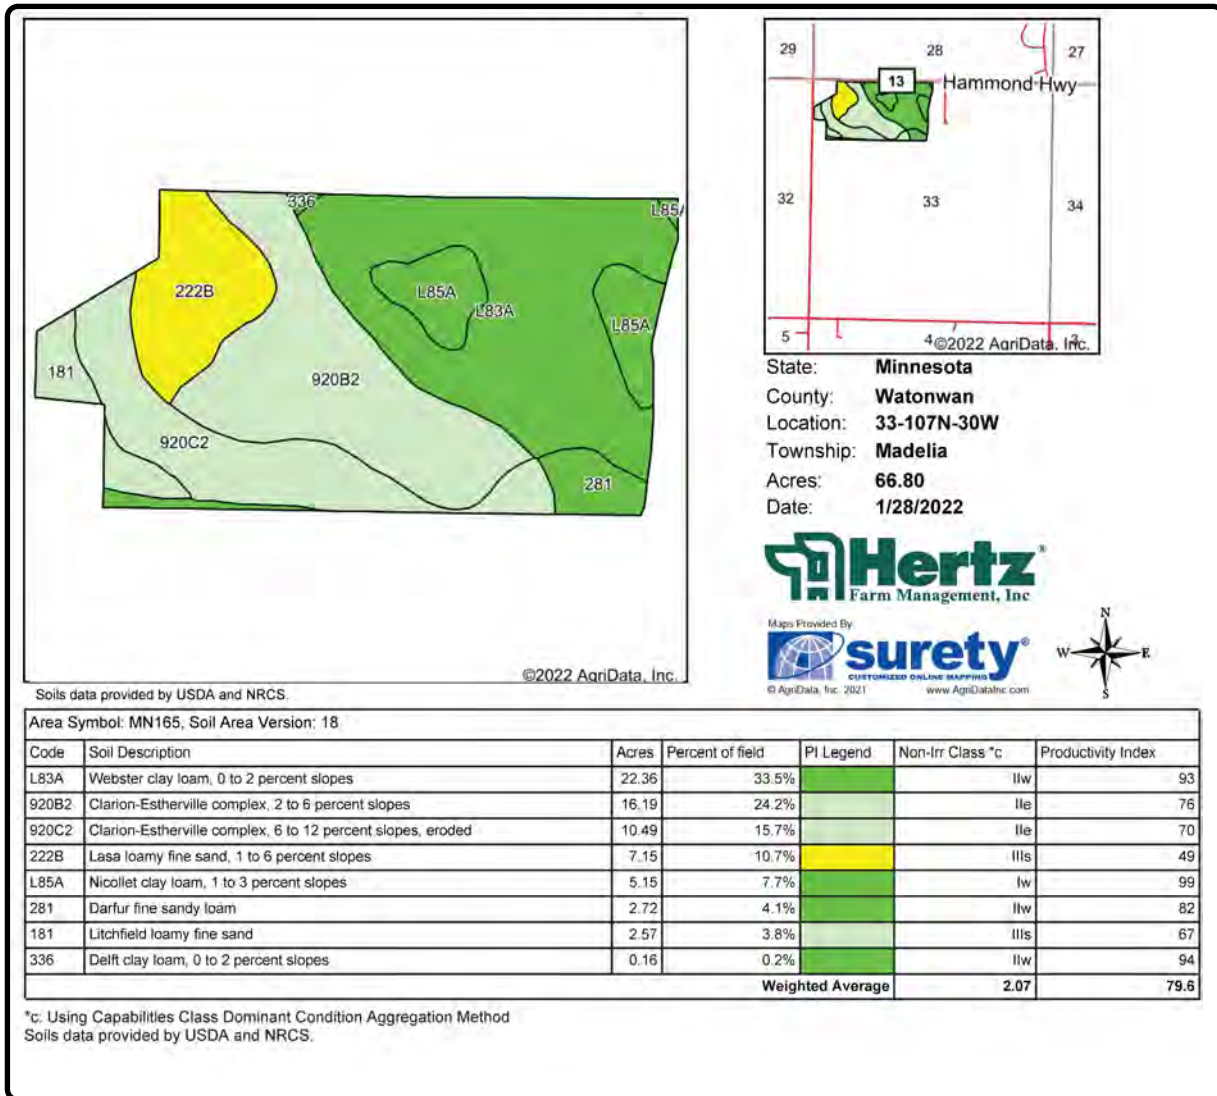 336
L85A
222B
L85A
L83A
L85A
181
920B2
920C2
281
©2022 AgriData, Inc.
Soils data provided by USDA and NRCS.
29
28
27
13
Hammond Hwy
32
33
34
5
4
3
©2022 AgriData, Inc.
State: Minnesota
County: Watonwan
Location: 33-107N-30W
Township: Madelia
Acres: 66.80
Date: 1/28/2022
Hertz®
Farm Management, Inc
Maps Provided By
surety®
CUSTOMIZED ONLINE MAPPING
© AgriData, Inc. 2021 www.AgriDataInc.com
N
W E
S
Area Symbol: MN165, Soil Area Version: 18
Code Soil Description Acres Percent of field PI Legend Non-Irr Class *c Productivity Index
L83A Webster clay loam, 0 to 2 percent slopes 22.36 33.5% IIw 93
920B2 Clarion-Estherville complex, 2 to 6 percent slopes 16.19 24.2% IIe 76
920C2 Clarion-Estherville complex, 6 to 12 percent slopes, eroded 10.49 15.7% IIe 70
222B Lasa loamy fine sand, 1 to 6 percent slopes 7.15 10.7% IIIs 49
L85A Nicollet clay loam, 1 to 3 percent slopes 5.15 7.7% Iw 99
281 Darfur fine sandy loam 2.72 4.1% IIw 82
181 Litchfield loamy fine sand 2.57 3.8% IIIs 67
336 Delft clay loam, 0 to 2 percent slopes 0.16 0.2% IIw 94
Weighted Average 2.07 79.6
*c: Using Capabilities Class Dominant Condition Aggregation Method
Soils data provided by USDA and NRCS.